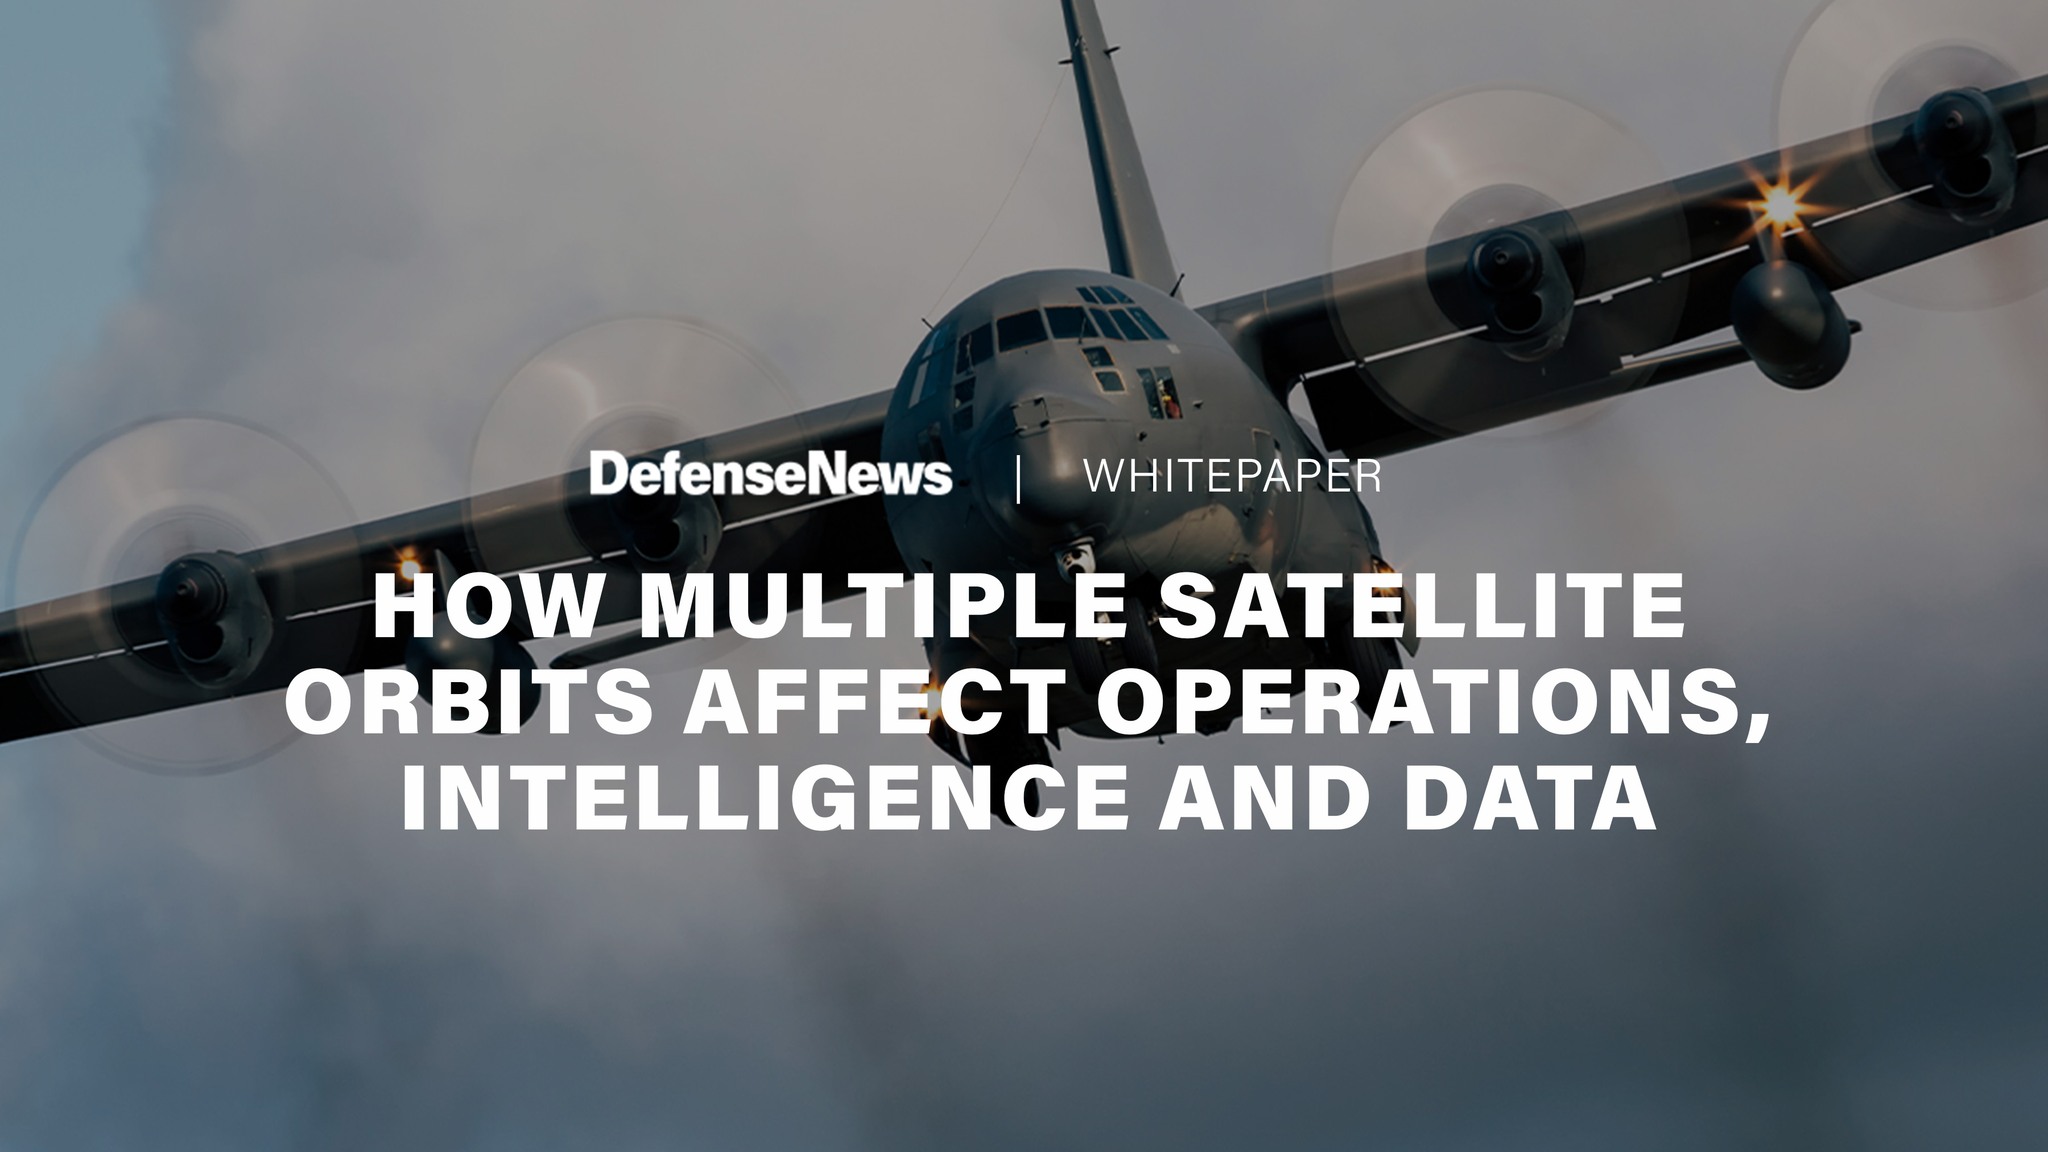 DefenseNews | WHITEPAPER
HOW MULTIPLE SATELLITE
ORBITS AFFECT OPERATIONS,
INTELLIGENCE AND DATA